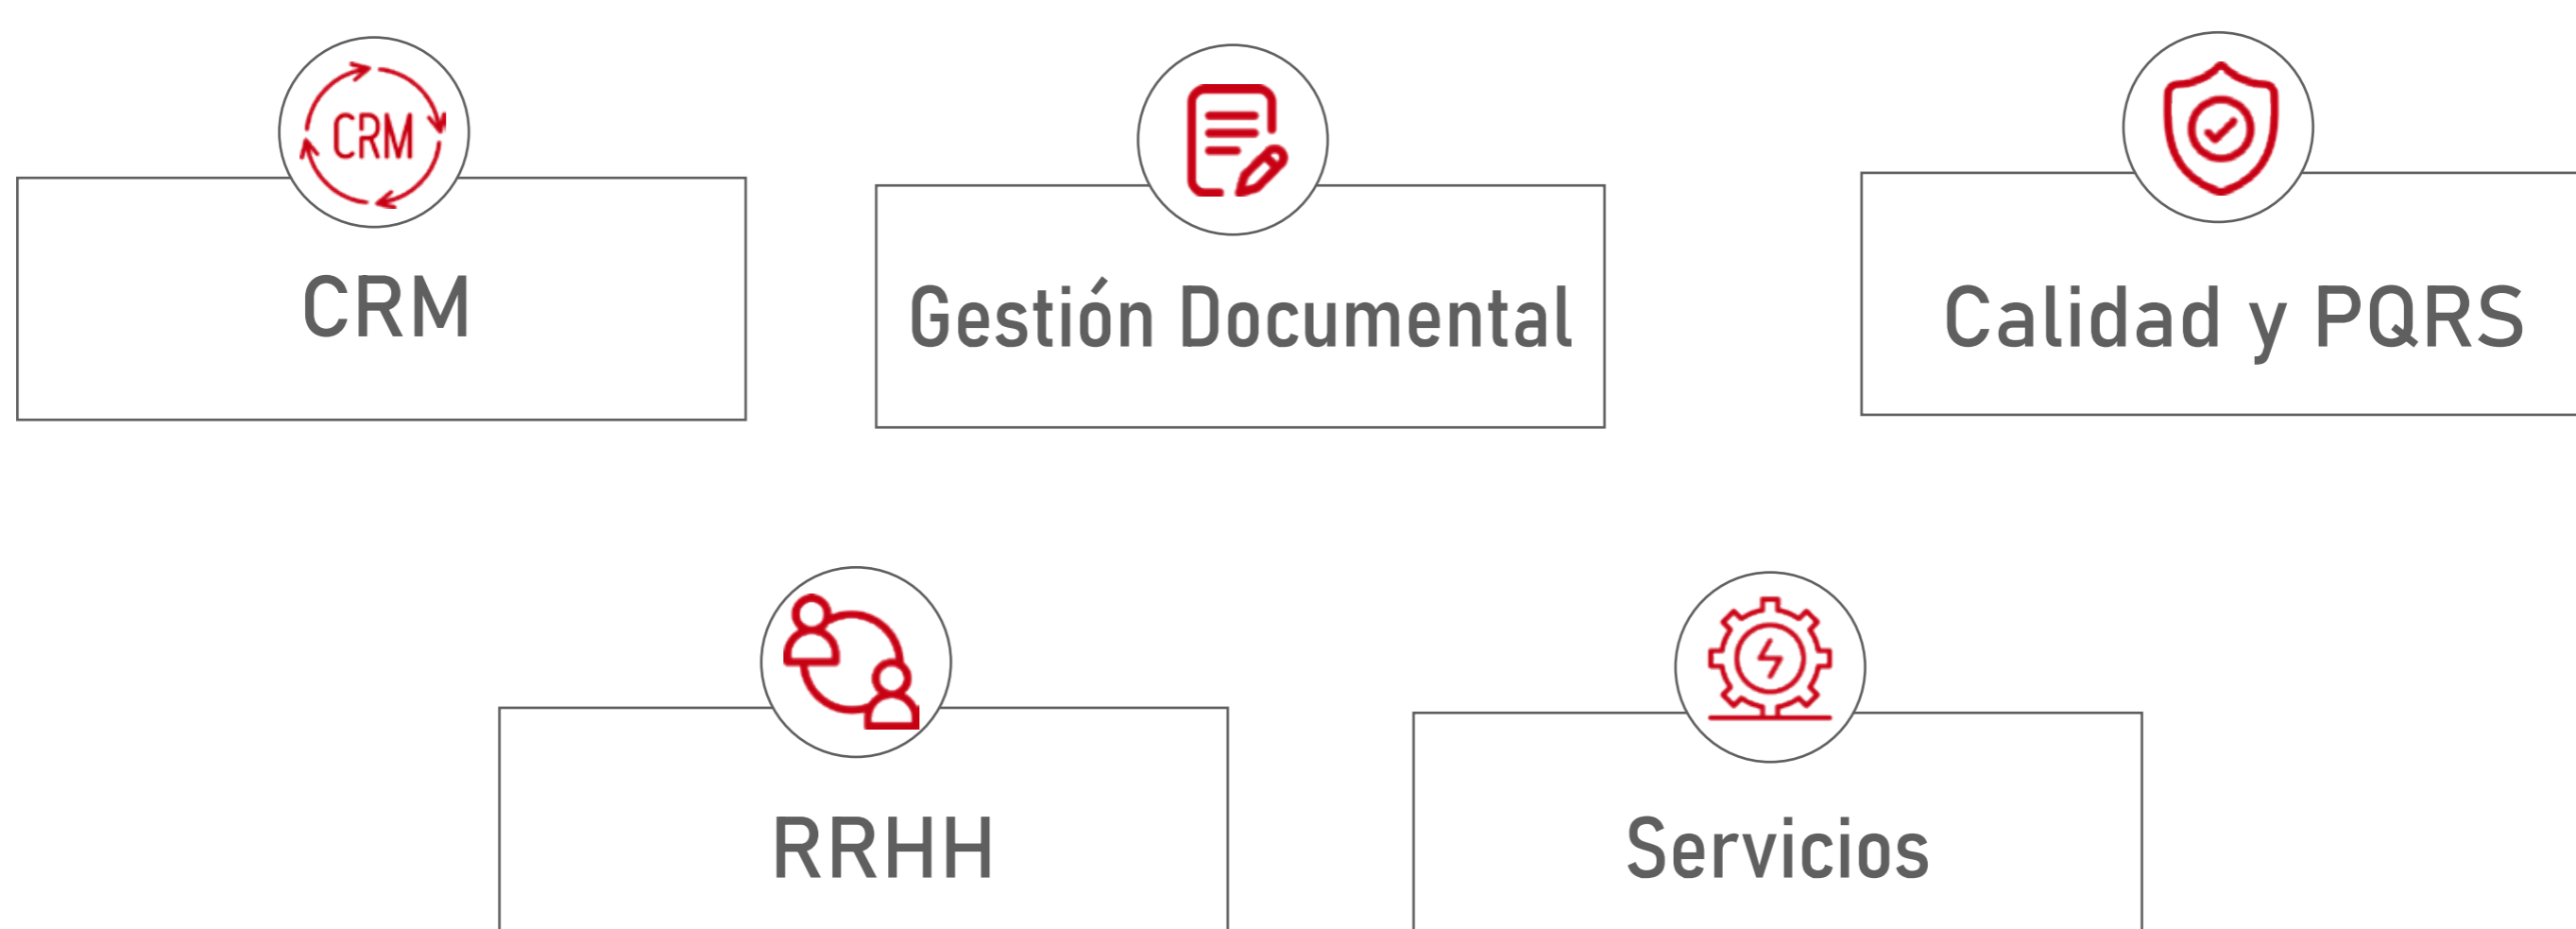 CRM
CRM
Gestión Documental
Calidad y PQRS
RRHH
Servicios